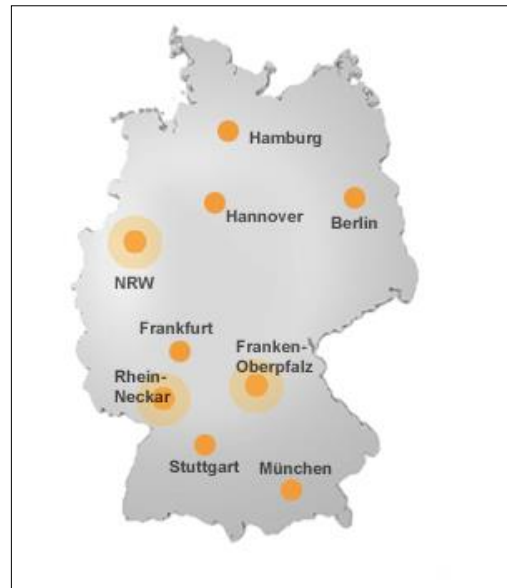 Hamburg
Hannover
Berlin
NRW
Frankfurt
Franken-
Oberpfalz
Rhein-
Neckar
Stuttgart
München